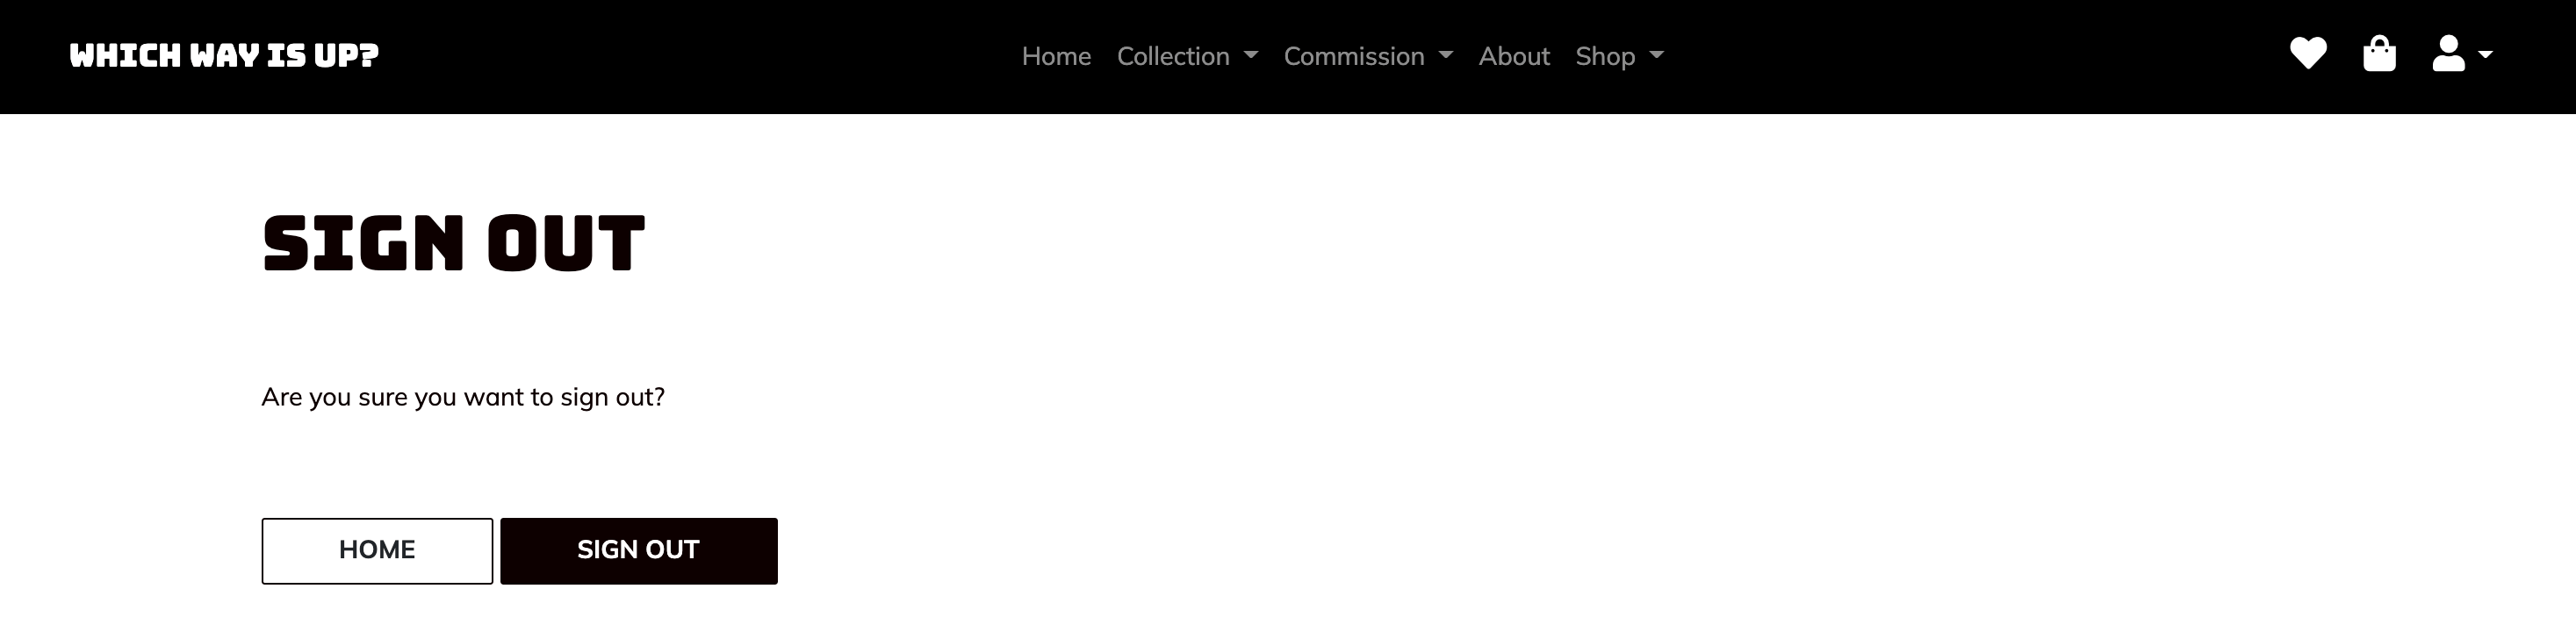 WHICH WAY IS UP?
Home Collection Commission About Shop
SIGN OUT
Are you sure you want to sign out?
HOME SIGN OUT